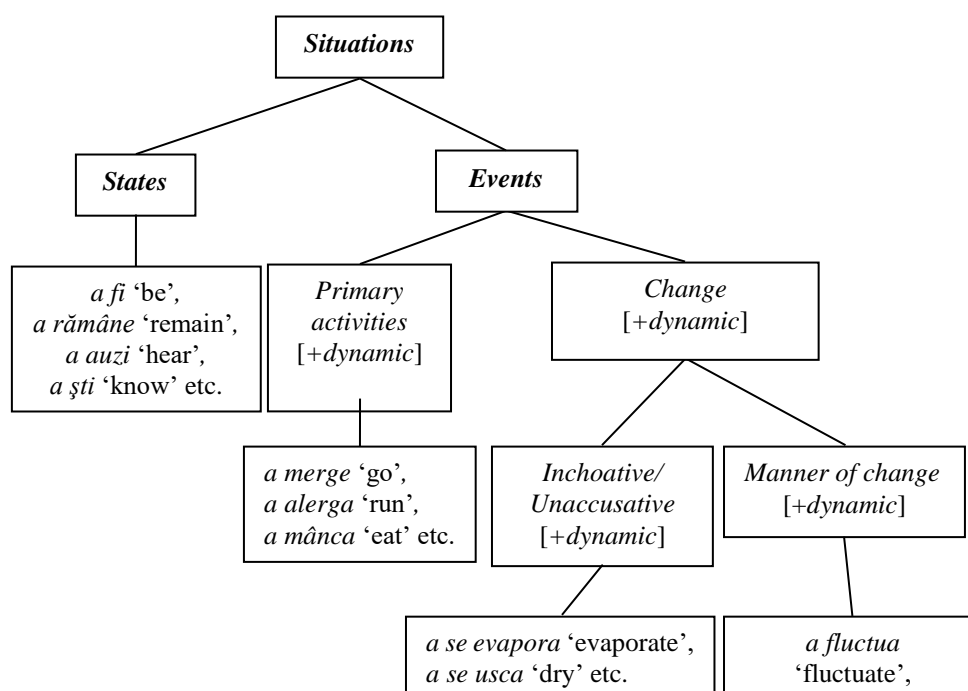 Situations
States
Events
a fi ‘be’,
a rămâne ‘remain’,
a auzi ‘hear’,
a şti ‘know’ etc.
Primary
activities
[+dynamic]
Change
[+dynamic]
a merge ‘go’,
a alerga ‘run’,
a mânca ‘eat’ etc.
Inchoative/
Unaccusative
[+dynamic]
Manner of change
[+dynamic]
a se evapora ‘evaporate’,
a se usca ‘dry’ etc.
a fluctua
‘fluctuate’,